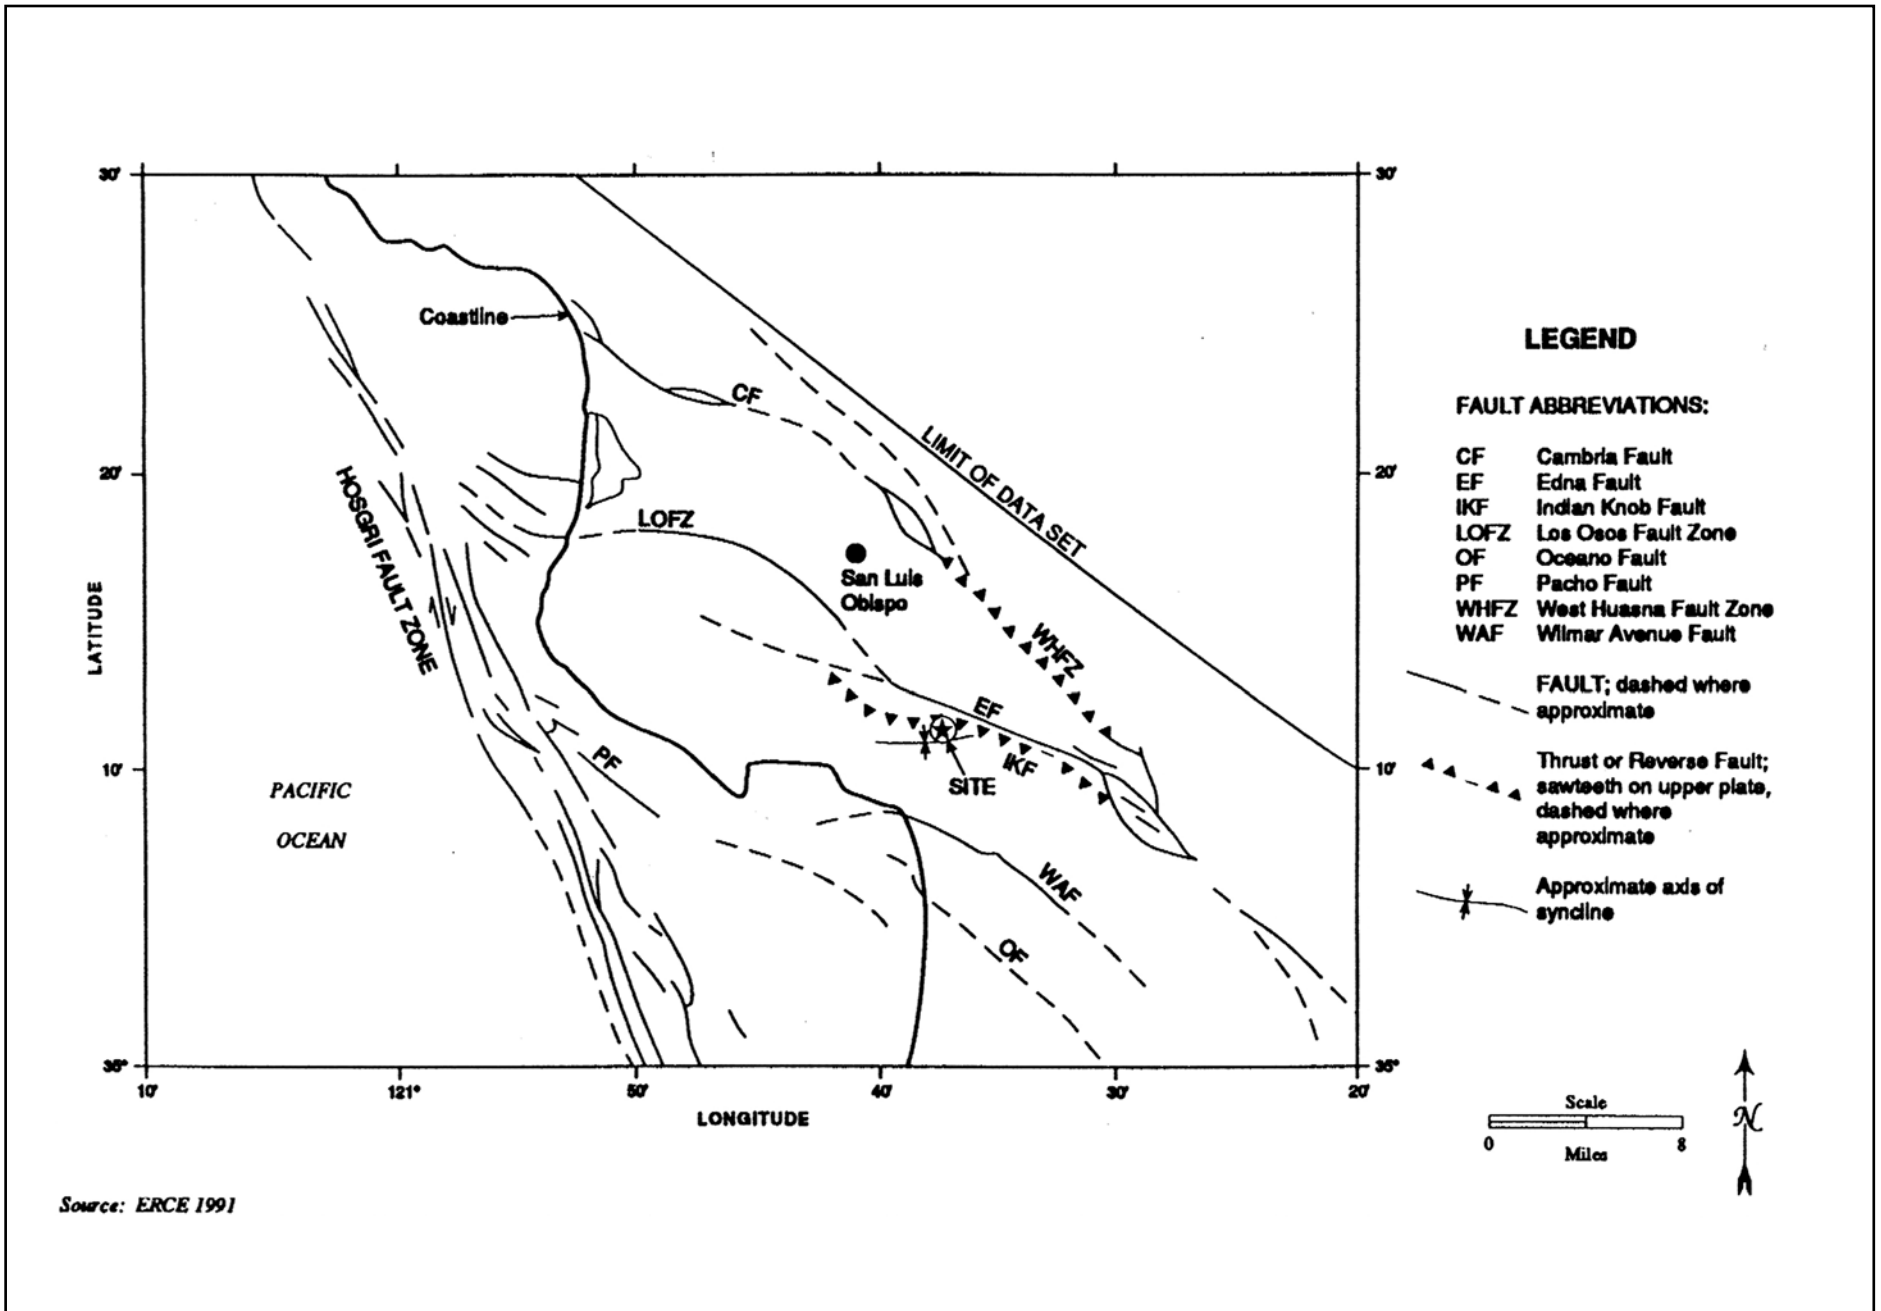 30'
30'
Coastline
CF
LIMIT OF DATA SET
20'
20'
HOSGRI FAULT ZONE
LOFZ
San Luis
Obispo
WHFZ
LATITUDE
EF
PF
IKF
SITE
10'
10'
PACIFIC
OCEAN
WAF
OF
35°
35°
10'
121°
50'
40'
30'
20'
LONGITUDE
LEGEND
FAULT ABBREVIATIONS:
CF Cambria Fault
EF Edna Fault
IKF Indian Knob Fault
LOFZ Los Osos Fault Zone
OF Oceano Fault
PF Pacho Fault
WHFZ West Huasna Fault Zone
WAF Wilmar Avenue Fault
FAULT; dashed where
approximate
Thrust or Reverse Fault;
sawteeth on upper plate,
dashed where
approximate
Approximate axis of
syncline
Scale
0 8
Miles
N
Source: ERCE 1991